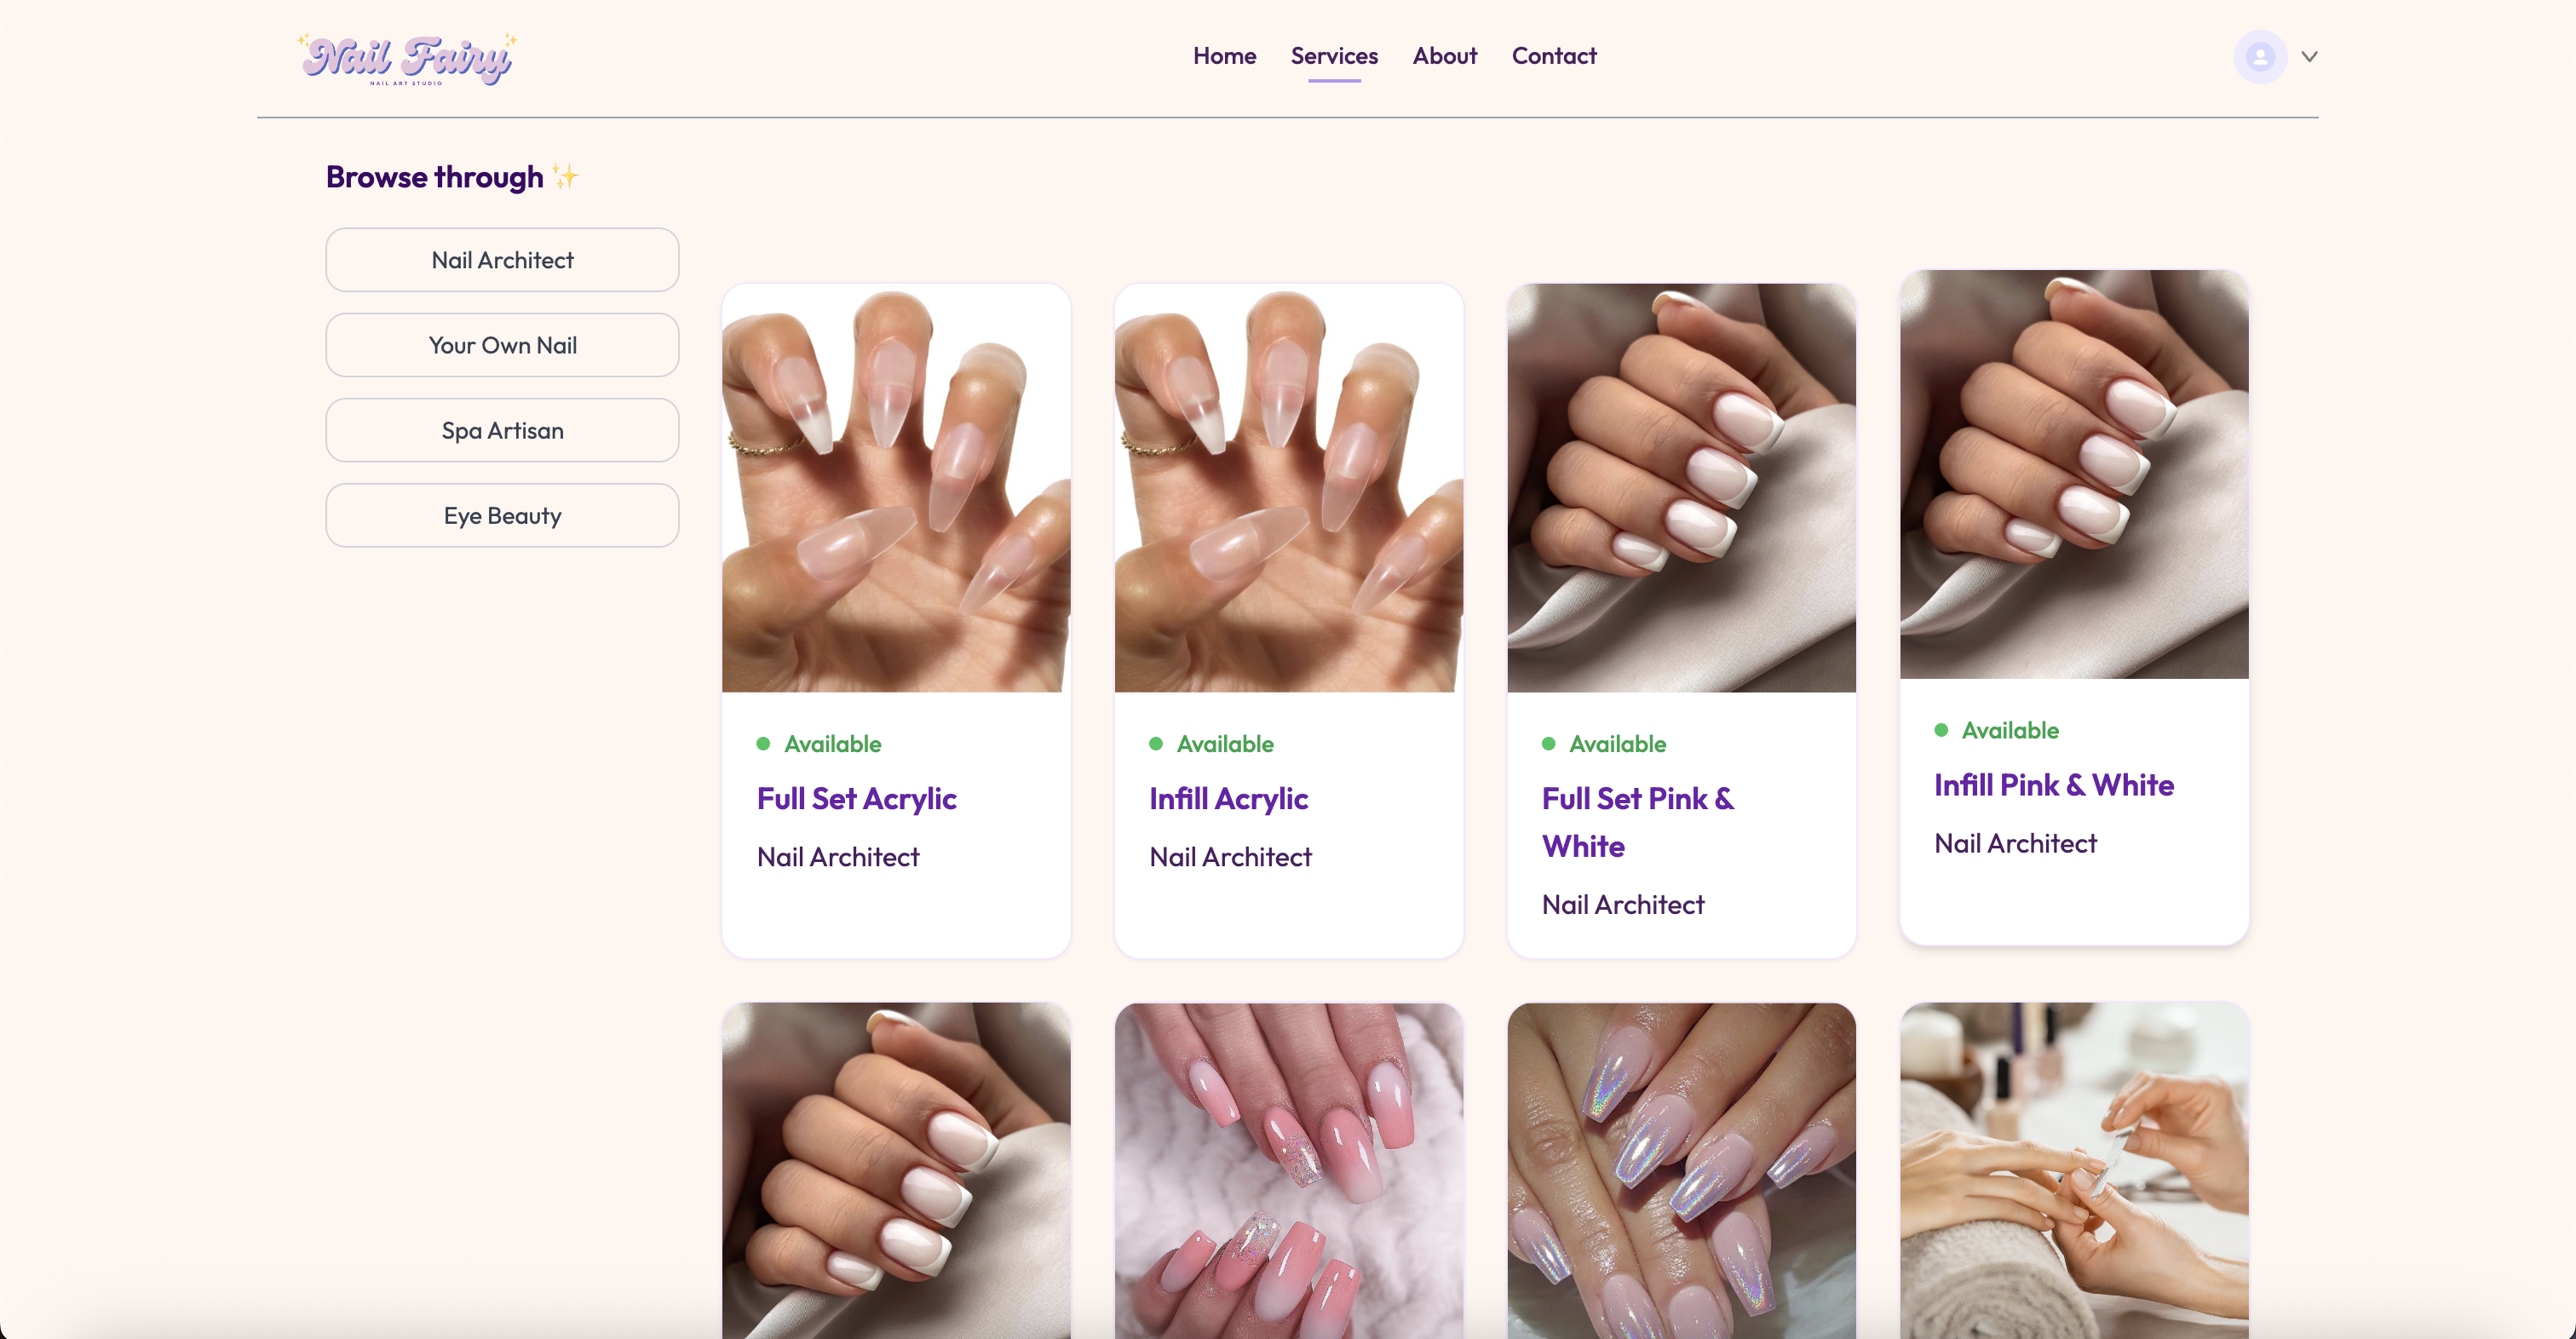 Nail Fairy
NAIL ART STUDIO
Home
Services
About
Contact
Browse through ✨
Nail Architect
Your Own Nail
Spa Artisan
Eye Beauty
Available
Full Set Acrylic
Nail Architect
Available
Infill Acrylic
Nail Architect
Available
Full Set Pink &
White
Nail Architect
Available
Infill Pink & White
Nail Architect